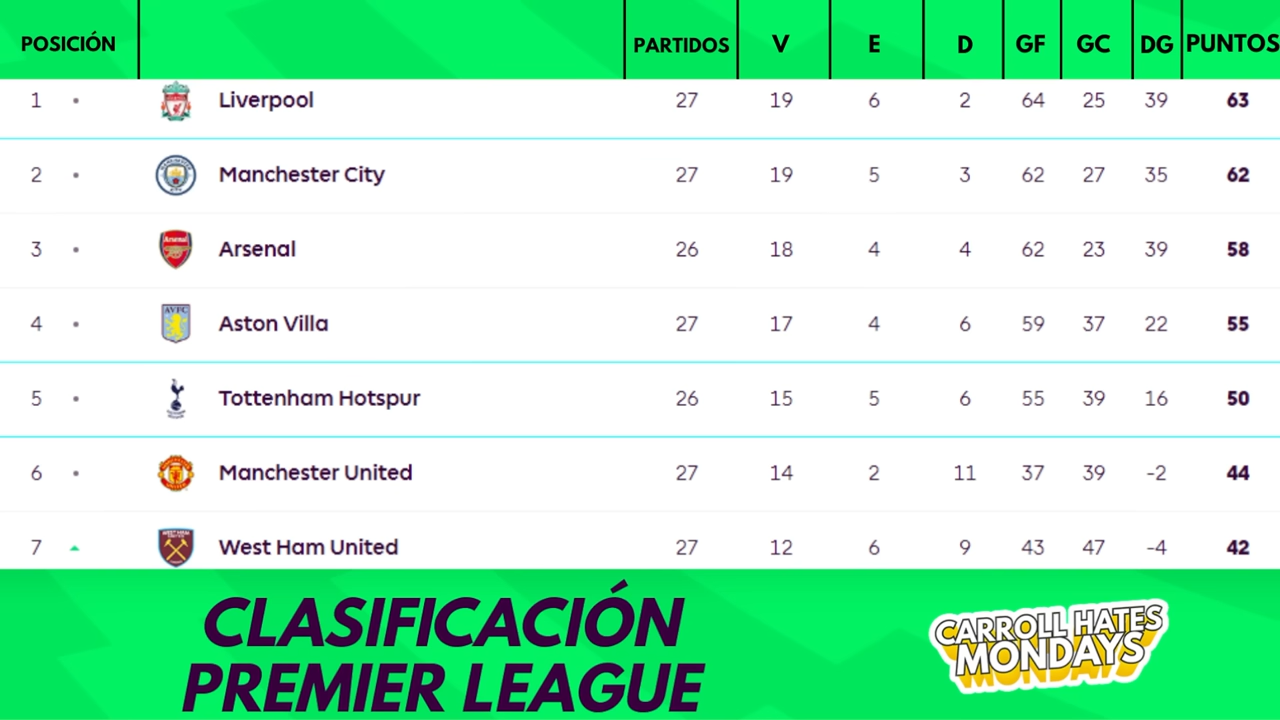 POSICIÓN PARTIDOS V E D GF GC DG PUNTOS
1 Liverpool 27 19 6 2 64 25 39 63
2 Manchester City 27 19 5 3 62 27 35 62
3 Arsenal 26 18 4 4 62 23 39 58
4 Aston Villa 27 17 4 6 59 37 22 55
5 Tottenham Hotspur 26 15 5 6 55 39 16 50
6 Manchester United 27 14 2 11 37 39 -2 44
7 West Ham United 27 12 6 9 43 47 -4 42
CLASIFICACIÓN
PREMIER LEAGUE
CARROLL HATES
MONDAYS